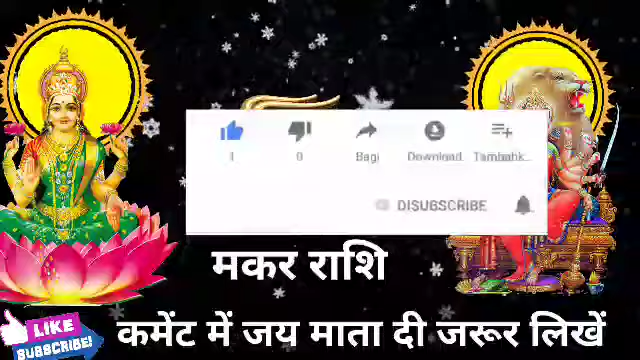 1 0 Bagi Download Tambahk...
DISUBSCRIBE
मकर राशि
LIKE
SUBSCRIBE!
कमेंट में जय माता दी जरूर लिखें